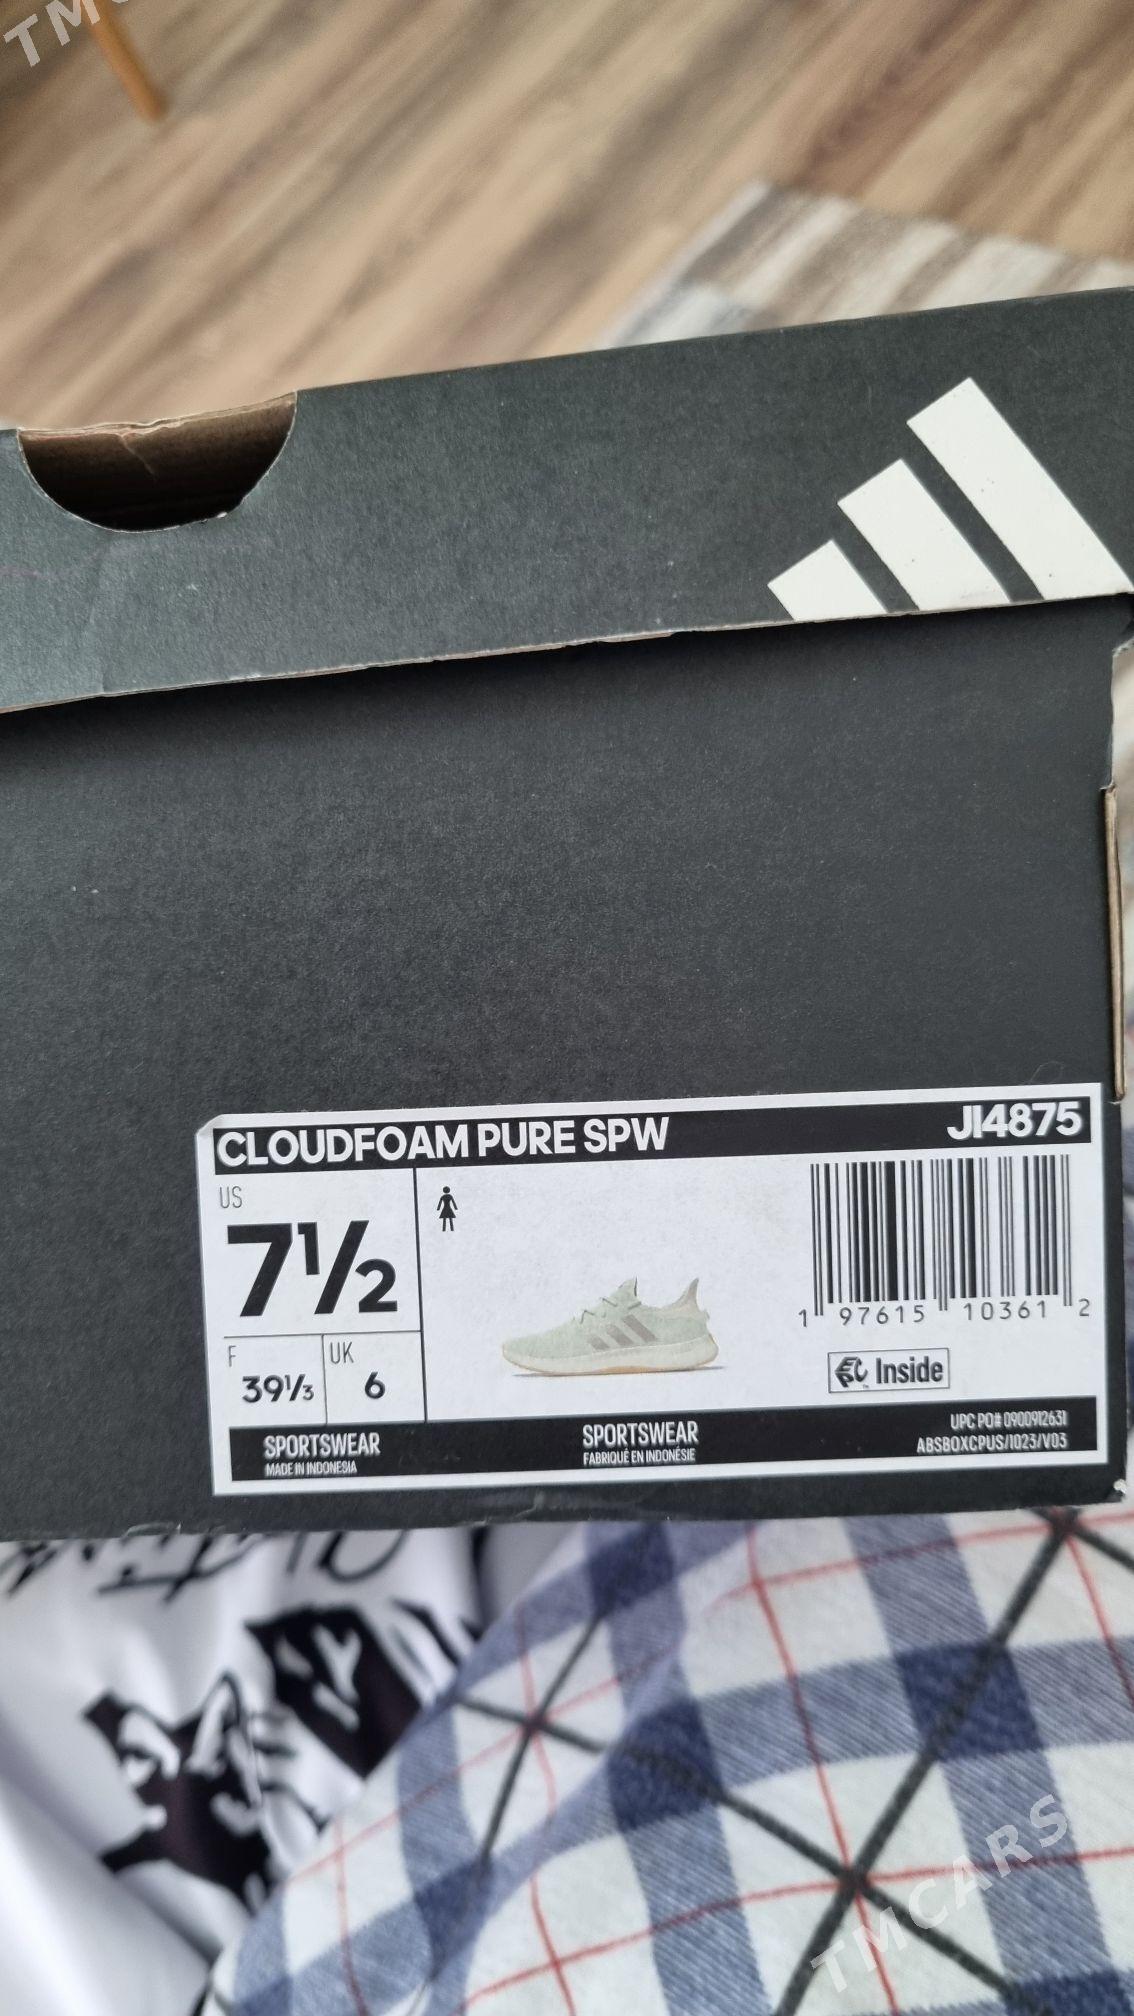 CLOUDFOAM PURE SPW JI4875
US
7½
F
39⅓
UK
6
1 97615 10361 2
Inside
SPORTSWEAR
MADE IN INDONESIA
SPORTSWEAR
FABRIQUÉ EN INDONÉSIE
UPC PO# 0900912631
ABSBOXCPUS/1023/V03
TMCARS